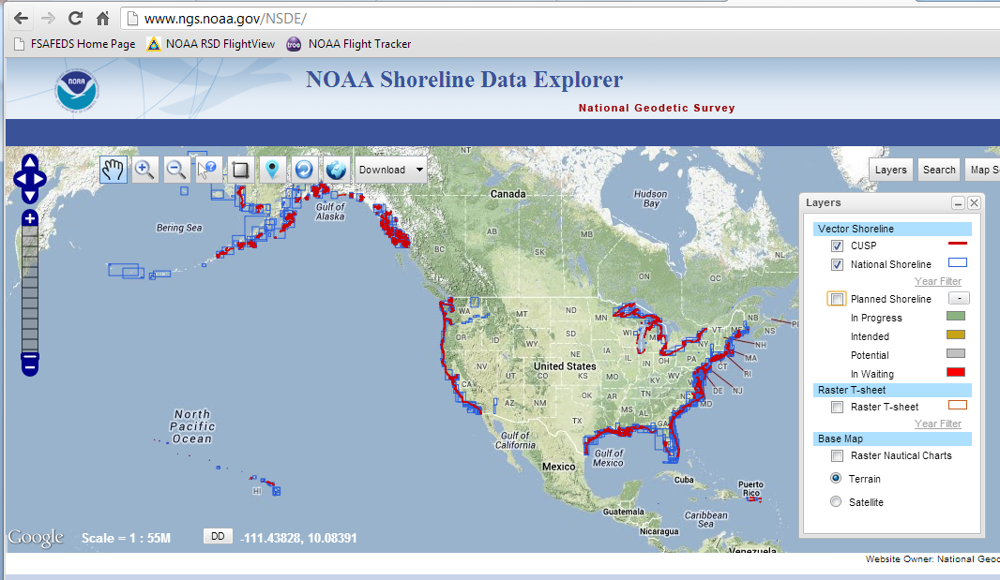 www.ngs.noaa.gov/NSDE/
FSAFEDS Home Page NOAA RSD FlightView troo NOAA Flight Tracker
NOAA
NOAA Shoreline Data Explorer
National Geodetic Survey
Download
Layers Search Map S
NT
Canada
Hudson
Bay
Gulf of
Alaska
Bering Sea
AB
MB
BC
SK
NL
ON
QC
NB
NS
P
WA
MT
ND
MN
OR
ID
SD
WI
VT
ME
NH
WY
NY
MA
NE
IA
IL
IN
OH
PA
CT
RI
NV
UT
United States
CO
KS
MO
WV
NJ
DE
MD
CA
KY
VA
TN
NC
AZ
NM
OK
AR
MS
AL
GA
TX
North
Pacific
Ocean
Gulf of
California
Gulf of
Mexico
Mexico
HI
Cuba
Puerto
Rico
Guatemala
Caribbean
Sea
Nicaragua
Venezuela
Layers
Vector Shoreline
CUSP
National Shoreline
Year Filter
Planned Shoreline -
In Progress
Intended
Potential
In Waiting
Raster T-sheet
Raster T-sheet
Year Filter
Base Map
Raster Nautical Charts
Terrain
Satellite
Google Scale = 1 : 55M DD -111.43828, 10.08391
Website Owner: National Geoc